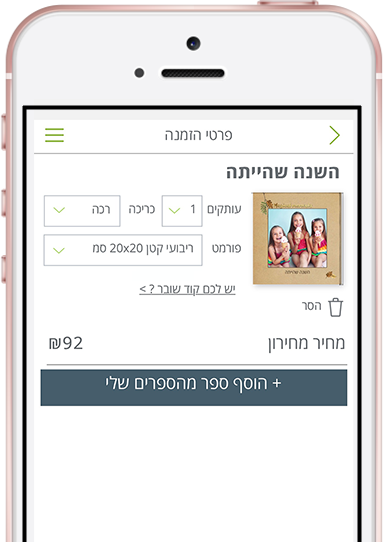 פרטי הזמנה
השנה שהייתה
עותקים 1 כריכה רכה
פורמט ריבועי קטן 20x20 סמ
השנה שהייתה
יש לכם קוד שובר ? >
הסר
מחיר מחירון ₪92
+ הוסף ספר מהספרים שלי